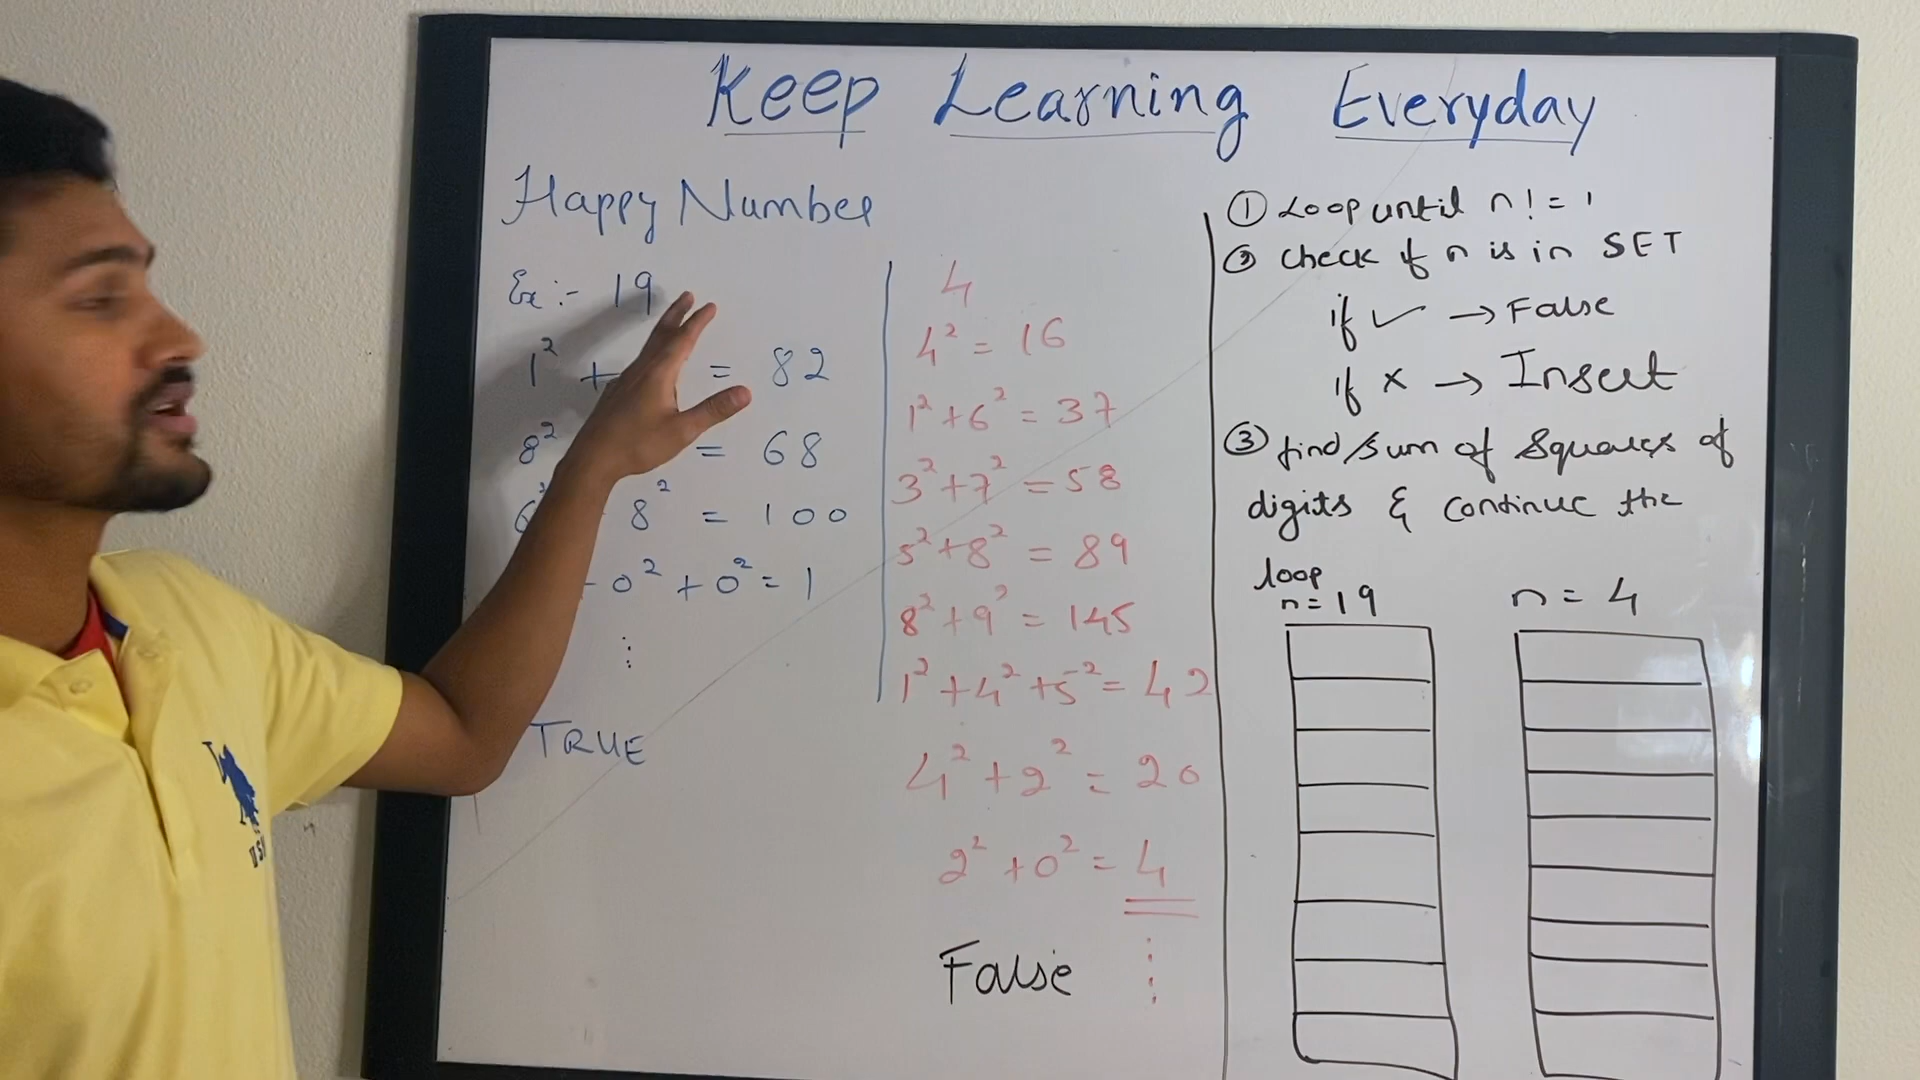 Keep Learning Everyday
Happy Number
Ex :- 19
1² + = 82
8² = 68
6² 8² = 100
0² + 0² = 1
⋮
TRUE
4
4² = 16
1² + 6² = 37
3² + 7² = 58
5² + 8² = 89
8² + 9² = 145
1² + 4² + 5² = 42
4² + 2² = 20
2² + 0² = 4
False
① Loop until n! = 1
② check if n is in SET
if ✓ → False
if × → Insert
③ find/sum of squares of
digits & continue the
loop
n = 19
n = 4